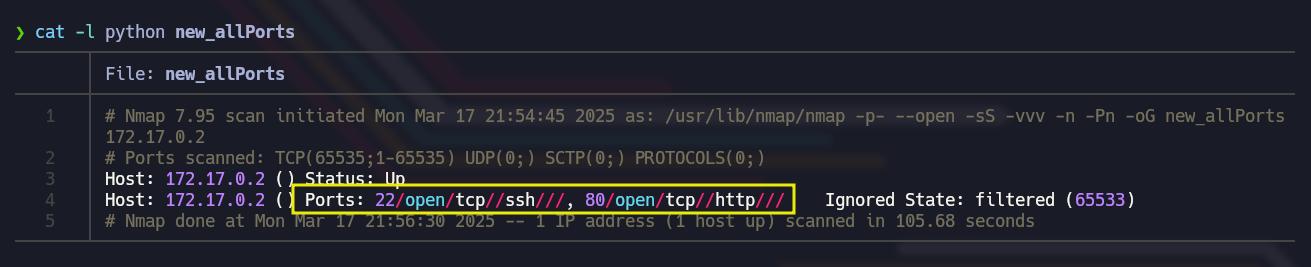 ❯ cat -l python new_allPorts
File: new_allPorts
1 # Nmap 7.95 scan initiated Mon Mar 17 21:54:45 2025 as: /usr/lib/nmap/nmap -p- --open -sS -vvv -n -Pn -oG new_allPorts
172.17.0.2
2 # Ports scanned: TCP(65535;1-65535) UDP(0;) SCTP(0;) PROTOCOLS(0;)
3 Host: 172.17.0.2 () Status: Up
4 Host: 172.17.0.2 () Ports: 22/open/tcp//ssh///, 80/open/tcp//http/// Ignored State: filtered (65533)
5 # Nmap done at Mon Mar 17 21:56:30 2025 -- 1 IP address (1 host up) scanned in 105.68 seconds